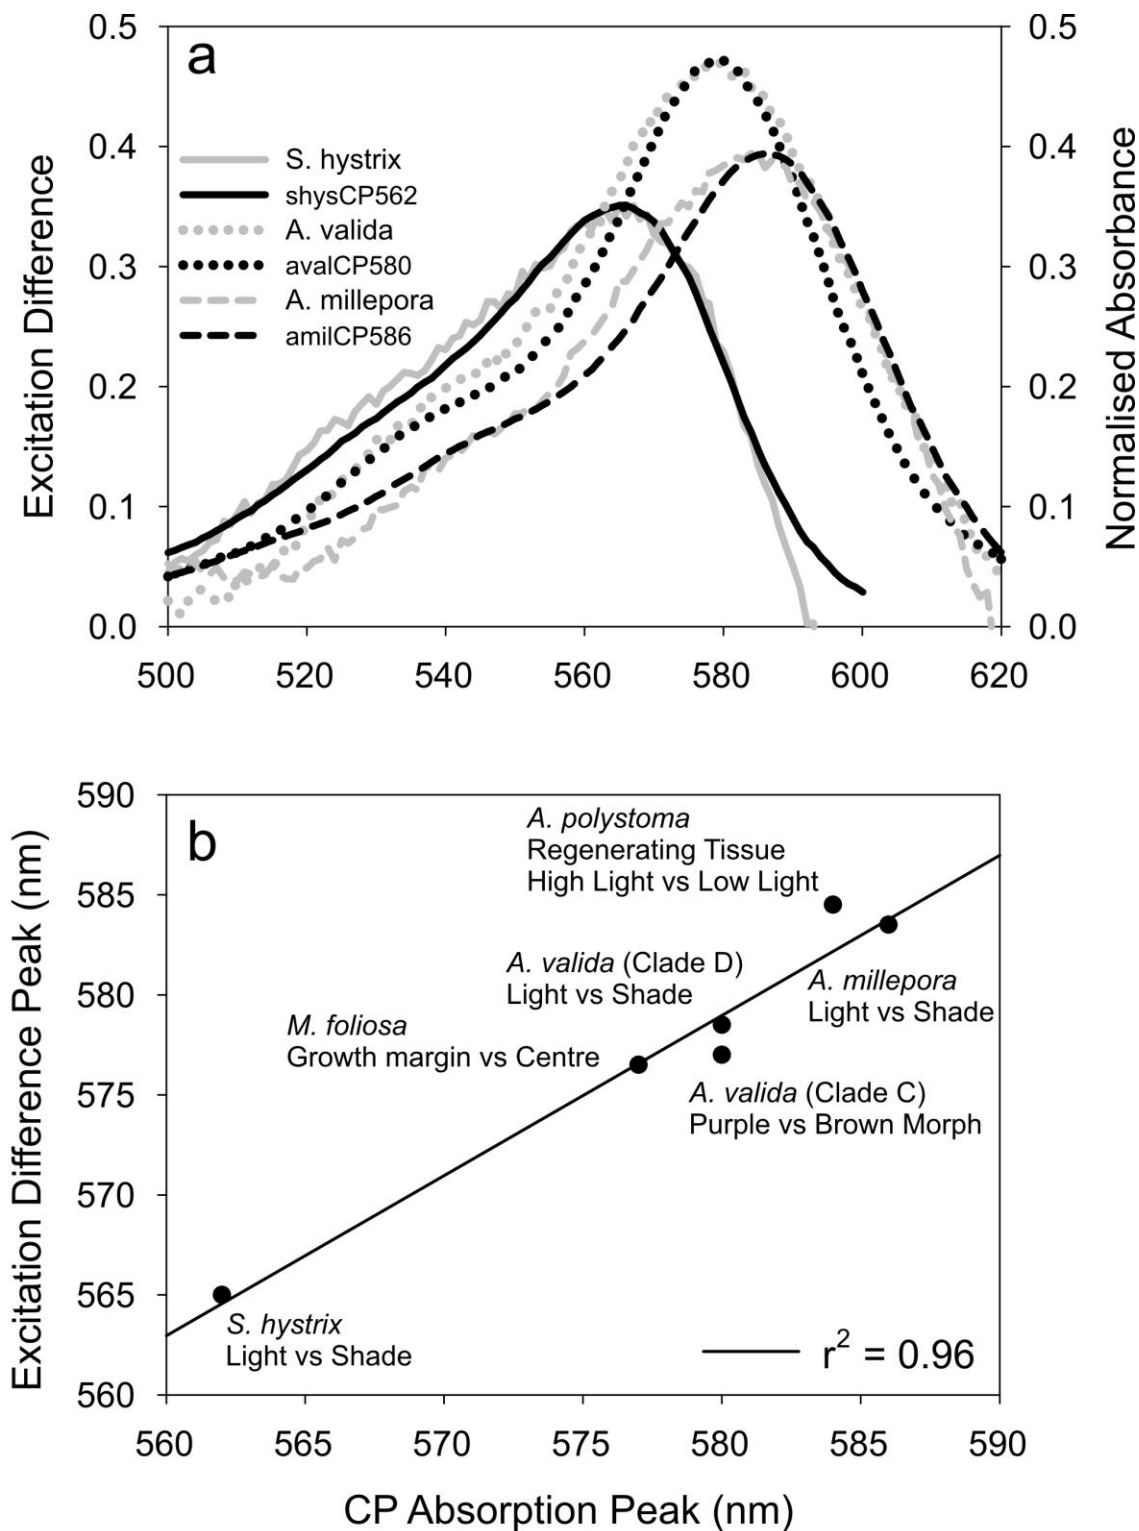 a
Excitation Difference
Normalised Absorbance
0.5
0.4
0.3
0.2
0.1
0.0
0.5
0.4
0.3
0.2
0.1
0.0
S. hystrix
shysCP562
A. valida
avalCP580
A. millepora
amilCP586
500 520 540 560 580 600 620
b
Excitation Difference Peak (nm)
590
585
580
575
570
565
560
A. polystoma
Regenerating Tissue
High Light vs Low Light
A. valida (Clade D)
Light vs Shade
A. millepora
Light vs Shade
M. foliosa
Growth margin vs Centre
A. valida (Clade C)
Purple vs Brown Morph
S. hystrix
Light vs Shade
r² = 0.96
560 565 570 575 580 585 590
CP Absorption Peak (nm)